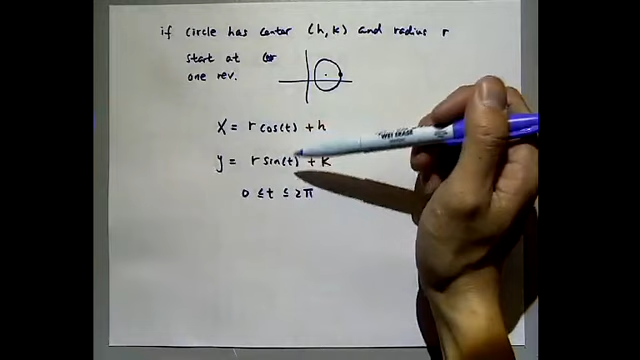 if circle has center (h,k) and radius r
start at
one rev.
x = r cos(t) + h
y = r sin(t) + k
0 ≤ t ≤ 2π
WET ERASE